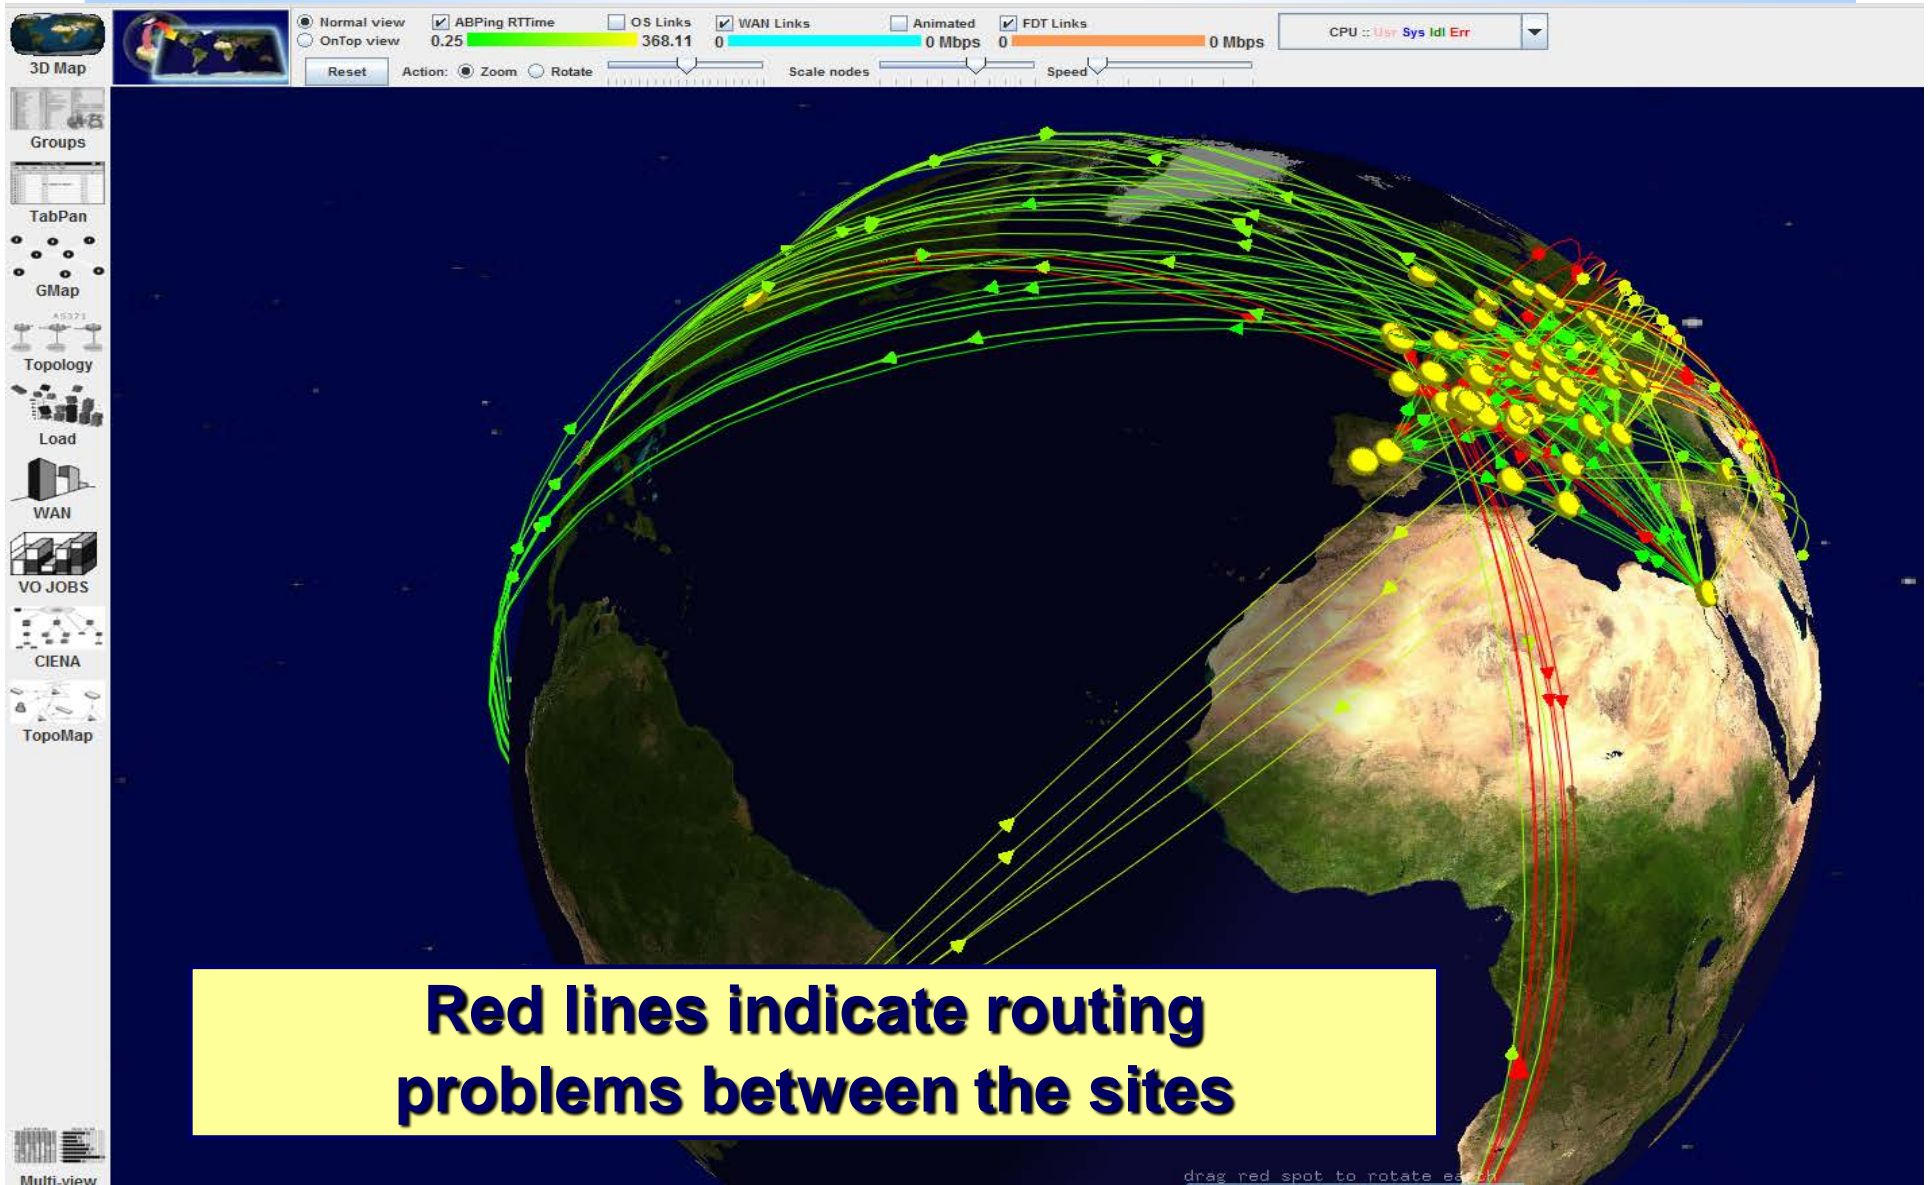 Normal view
ABPing RTTime
OS Links
WAN Links
Animated
FDT Links
OnTop view
0.25
368.11
0
0 Mbps
0
0 Mbps
CPU :: Usr Sys Idl Err
Reset
Action:
Zoom
Rotate
Scale nodes
Speed
3D Map
Groups
TabPan
GMap
Topology
Load
WAN
VO JOBS
CIENA
TopoMap
Multi-view
Red lines indicate routing
problems between the sites
drag red spot to rotate earth